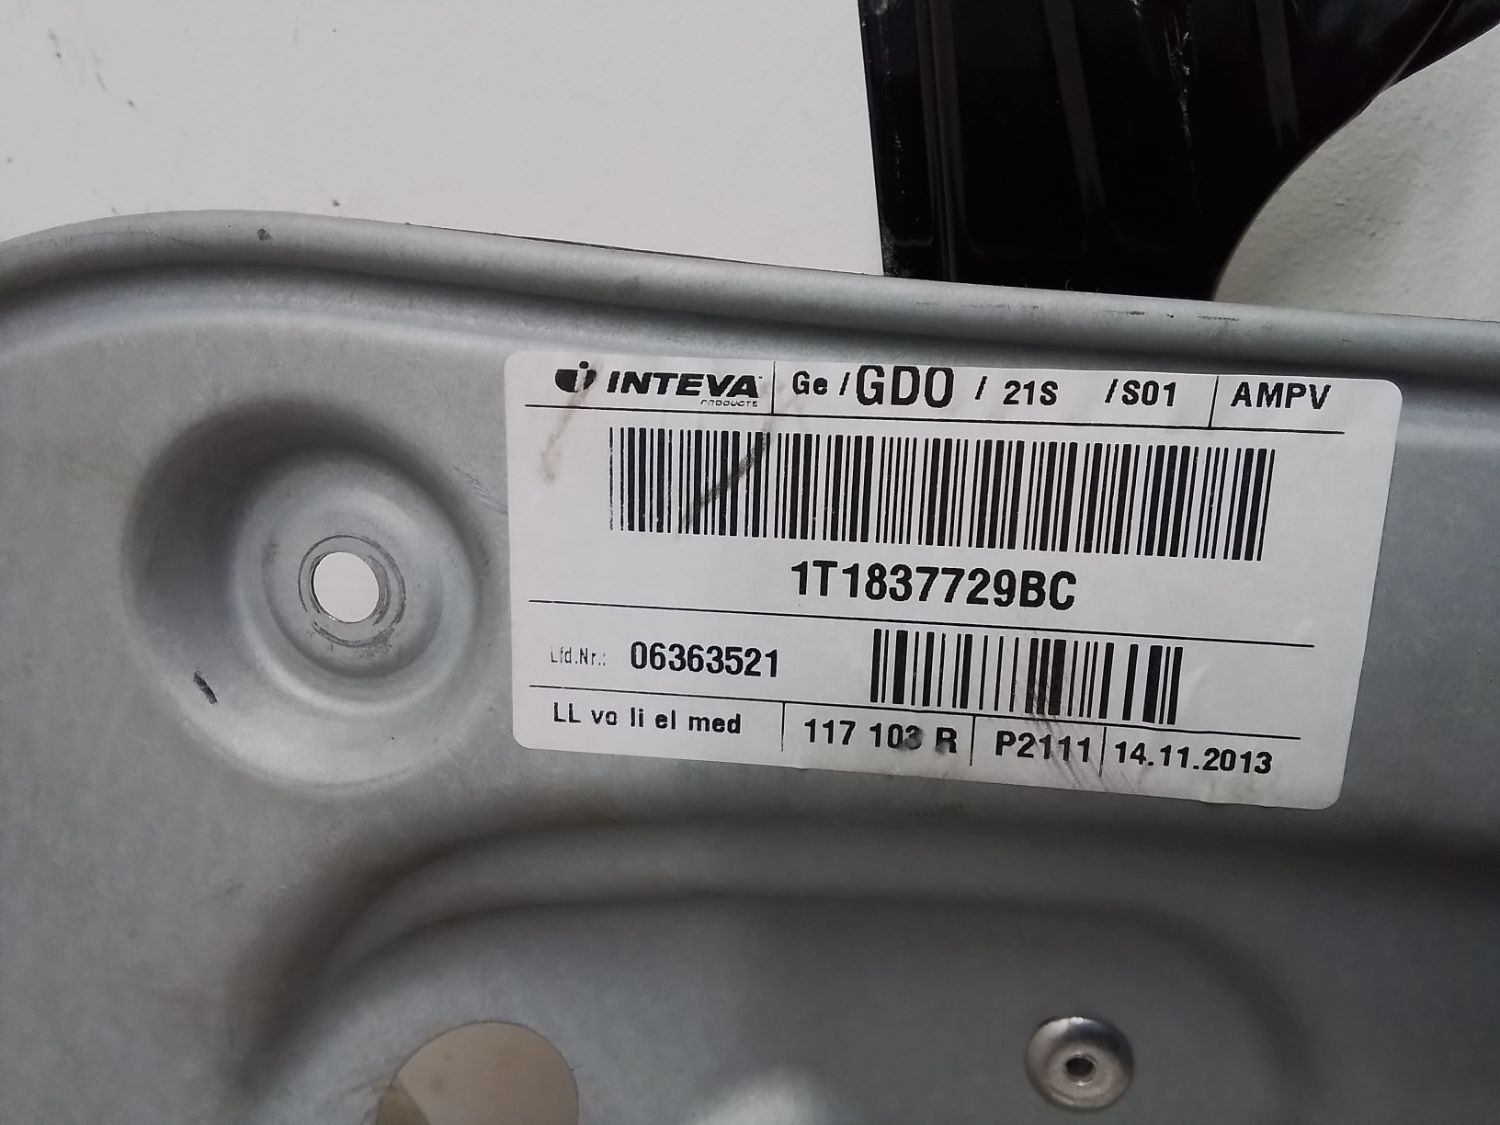 INTEVA PRODUCTS Ge / GDO / 21S /S01 AMPV
1T1837729BC
Lfd.Nr.: 06363521
LL vo li el med 117 103 R P2111 14.11.2013